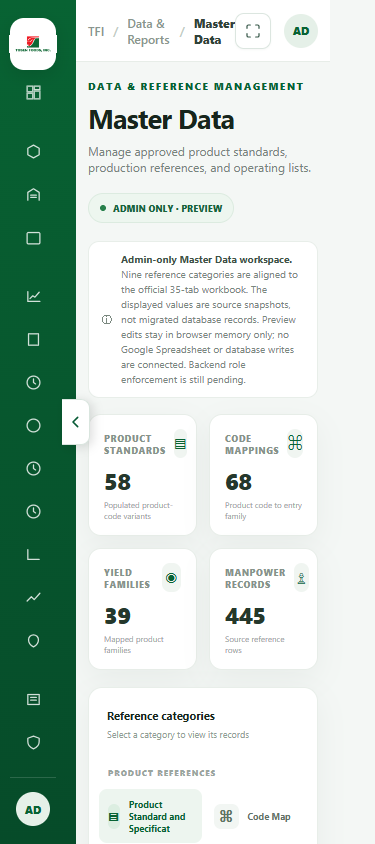 TFI / Data & Reports / Master Data
AD
DATA & REFERENCE MANAGEMENT
Master Data
Manage approved product standards,
production references, and operating lists.
ADMIN ONLY · PREVIEW
Admin-only Master Data workspace.
Nine reference categories are aligned to
the official 35-tab workbook. The
displayed values are source snapshots,
not migrated database records. Preview
edits stay in browser memory only; no
Google Spreadsheet or database writes
are connected. Backend role
enforcement is still pending.
PRODUCT
STANDARDS
58
Populated product-
code variants
CODE
MAPPINGS
68
Product code to entry
family
YIELD
FAMILIES
39
Mapped product
families
MANPOWER
RECORDS
445
Source reference
rows
Reference categories
Select a category to view its records
PRODUCT REFERENCES
Product
Standard and
Specificat
Code Map
AD